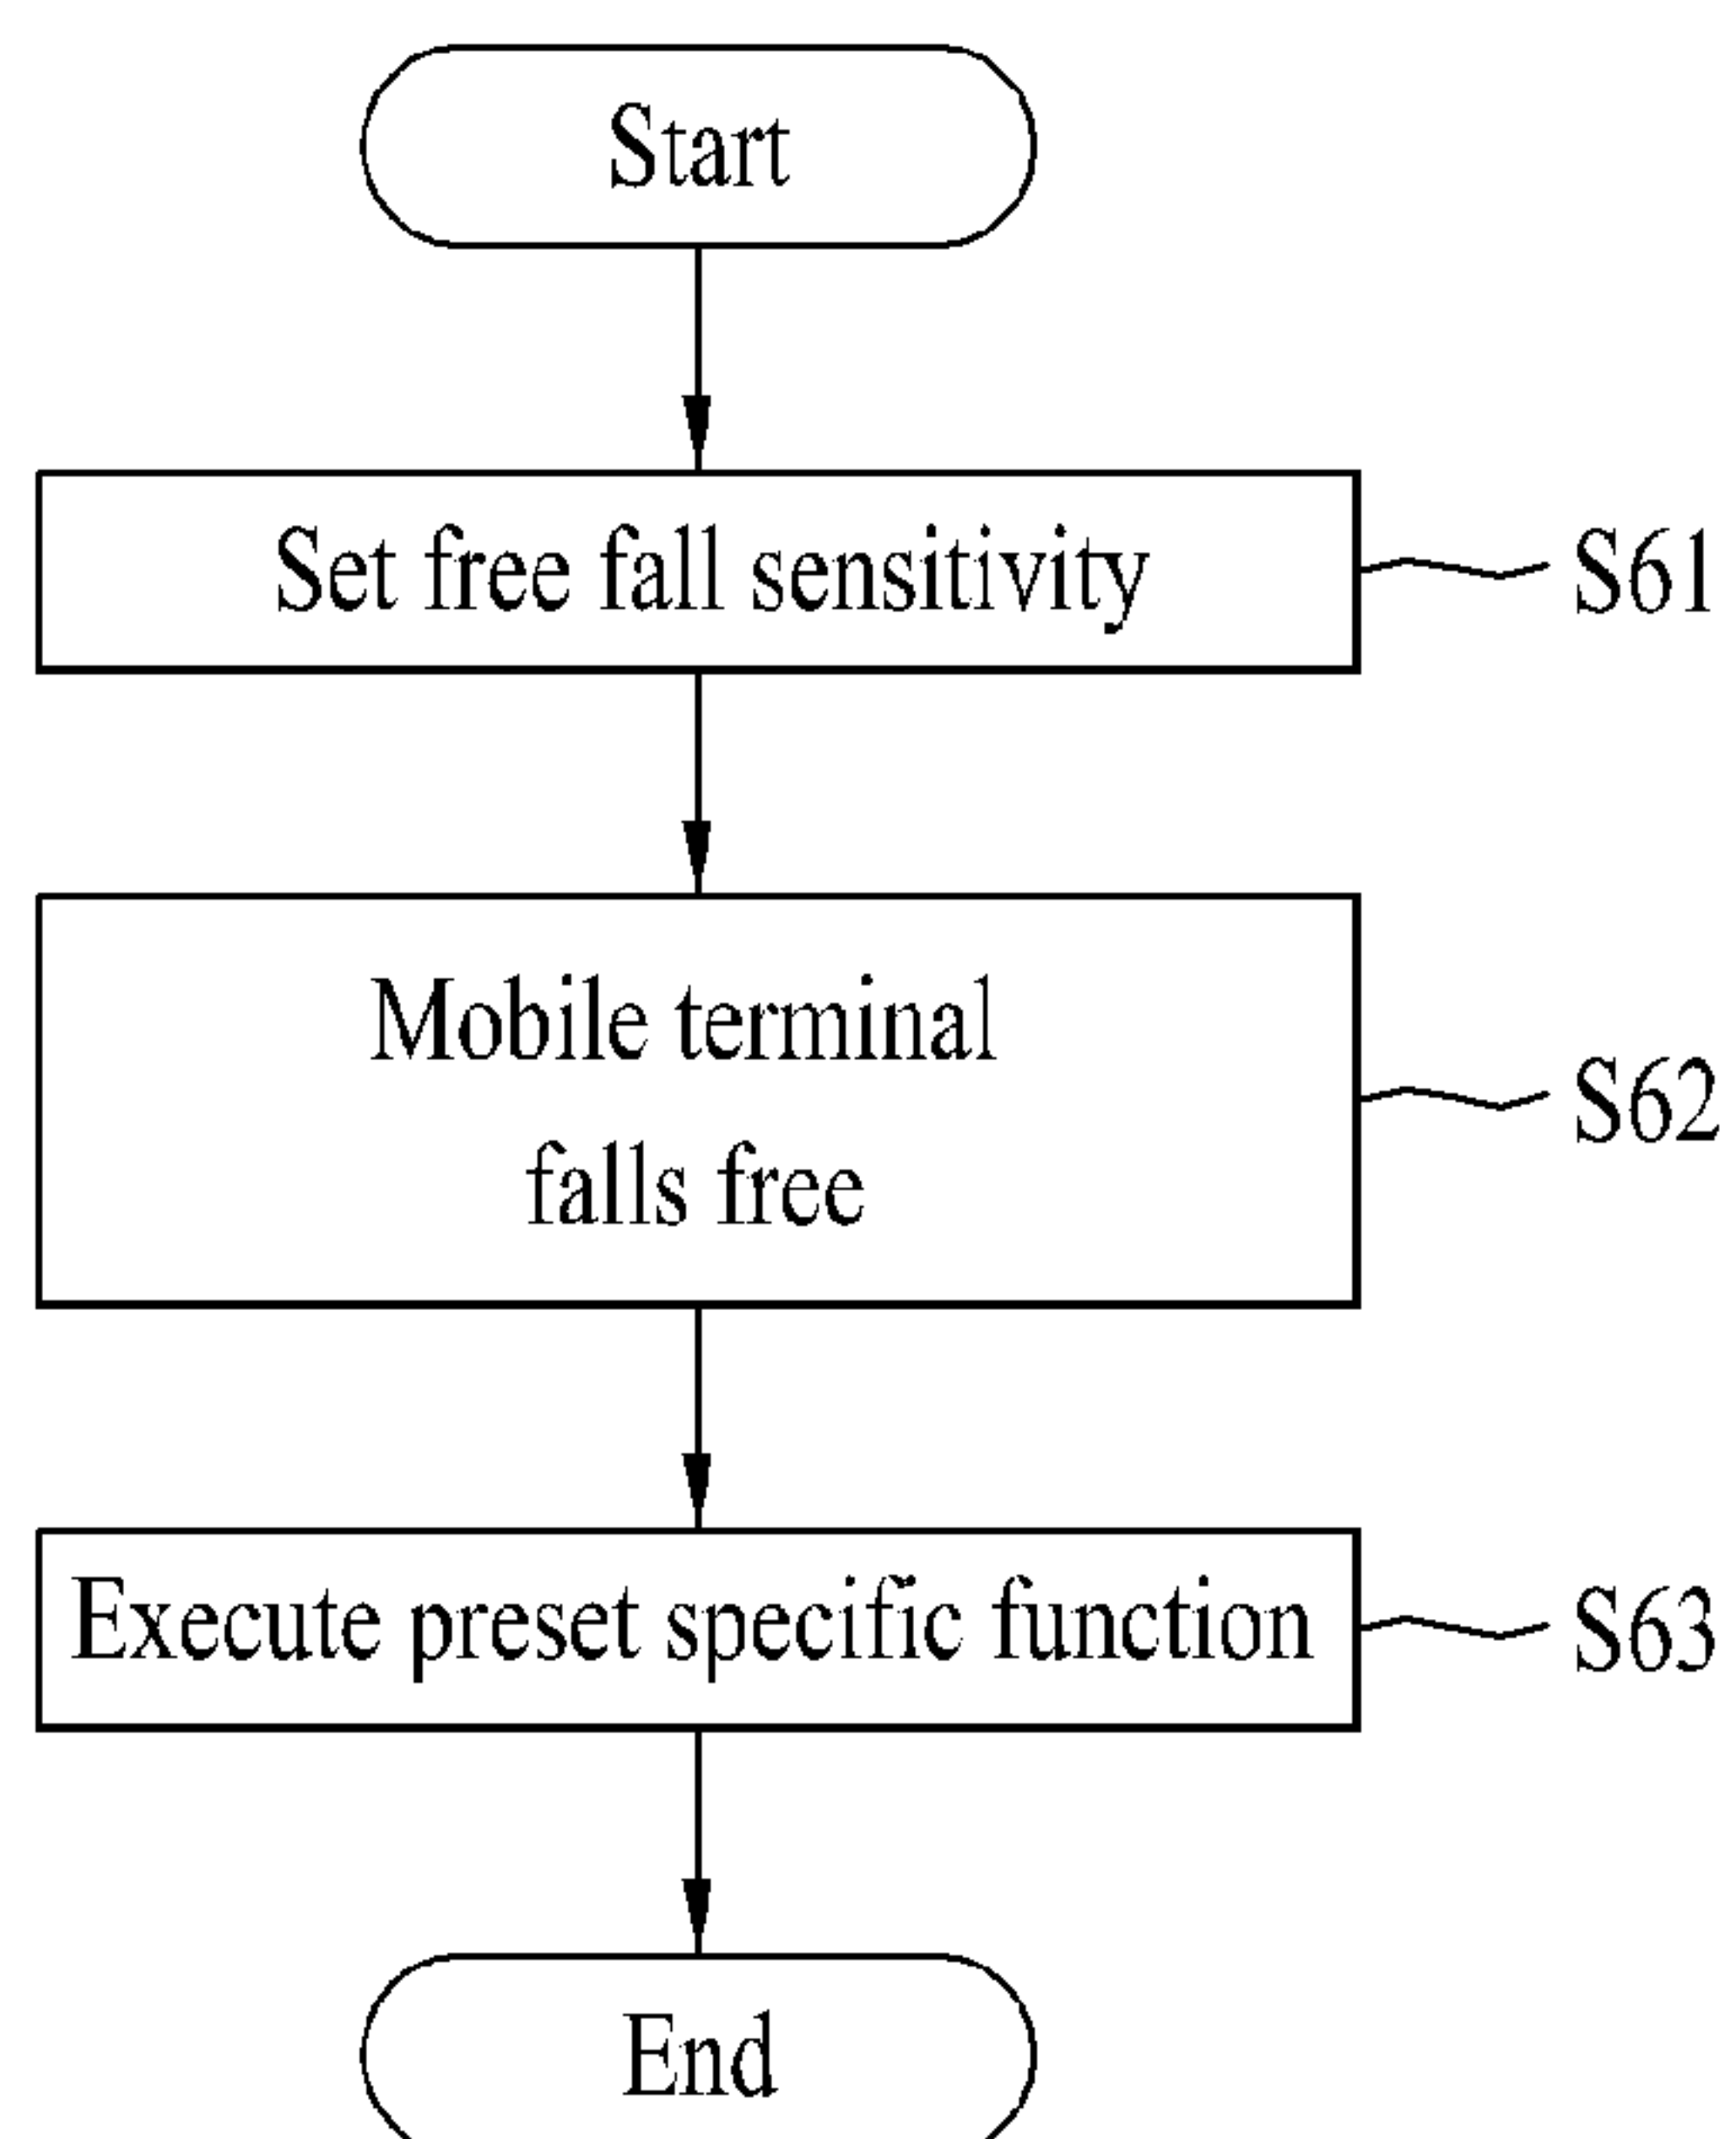 Start
Set free fall sensitivity
S61
Mobile terminal
falls free
S62
Execute preset specific function
S63
End